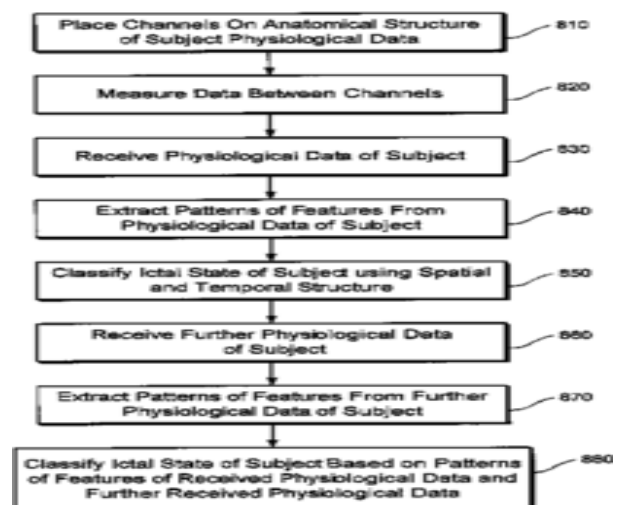 Place Channels On Anatomical Structure
of Subject Physiological Data
810
Measure Data Between Channels
820
Receive Physiological Data of Subject
830
Extract Patterns of Features From
Physiological Data of Subject
840
Classify Ictal State of Subject using Spatial
and Temporal Structure
850
Receive Further Physiological Data
of Subject
860
Extract Patterns of Features From Further
Physiological Data of Subject
870
Classify Ictal State of Subject Based on Patterns
of Features of Received Physiological Data and
Further Received Physiological Data
880